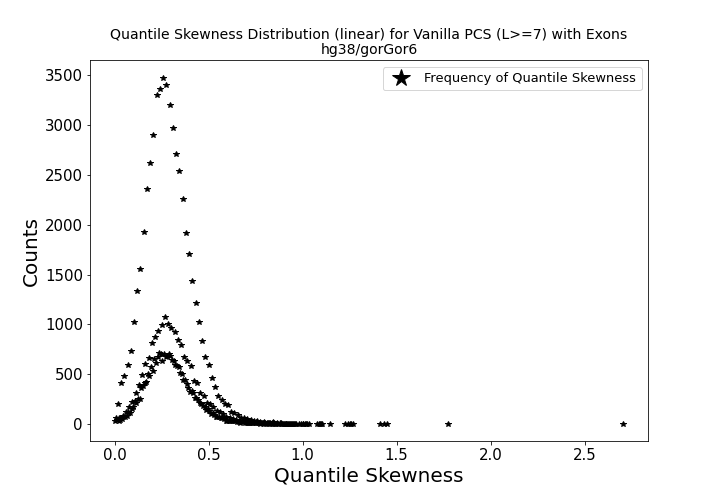 Quantile Skewness Distribution (linear) for Vanilla PCS (L>=7) with Exons
hg38/gorGor6
Frequency of Quantile Skewness
3500
3000
2500
2000
1500
1000
500
0
Counts
0.0 0.5 1.0 1.5 2.0 2.5
Quantile Skewness